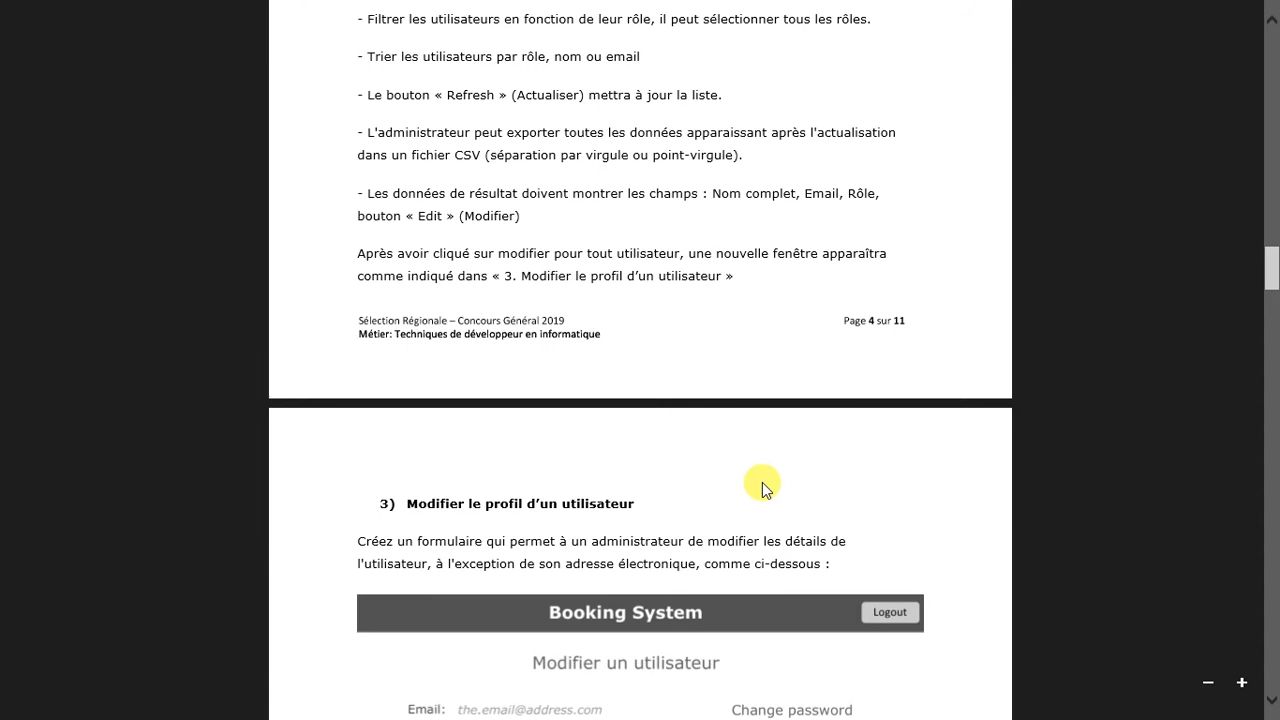 - Filtrer les utilisateurs en fonction de leur rôle, il peut sélectionner tous les rôles.
- Trier les utilisateurs par rôle, nom ou email
- Le bouton « Refresh » (Actualiser) mettra à jour la liste.
- L'administrateur peut exporter toutes les données apparaissant après l'actualisation
dans un fichier CSV (séparation par virgule ou point-virgule).
- Les données de résultat doivent montrer les champs : Nom complet, Email, Rôle,
bouton « Edit » (Modifier)
Après avoir cliqué sur modifier pour tout utilisateur, une nouvelle fenêtre apparaîtra
comme indiqué dans « 3. Modifier le profil d’un utilisateur »
Sélection Régionale – Concours Général 2019
Page 4 sur 11
Métier: Techniques de développeur en informatique
3) Modifier le profil d’un utilisateur
Créez un formulaire qui permet à un administrateur de modifier les détails de
l'utilisateur, à l'exception de son adresse électronique, comme ci-dessous :
Booking System
Logout
Modifier un utilisateur
Email: the.email@address.com
Change password